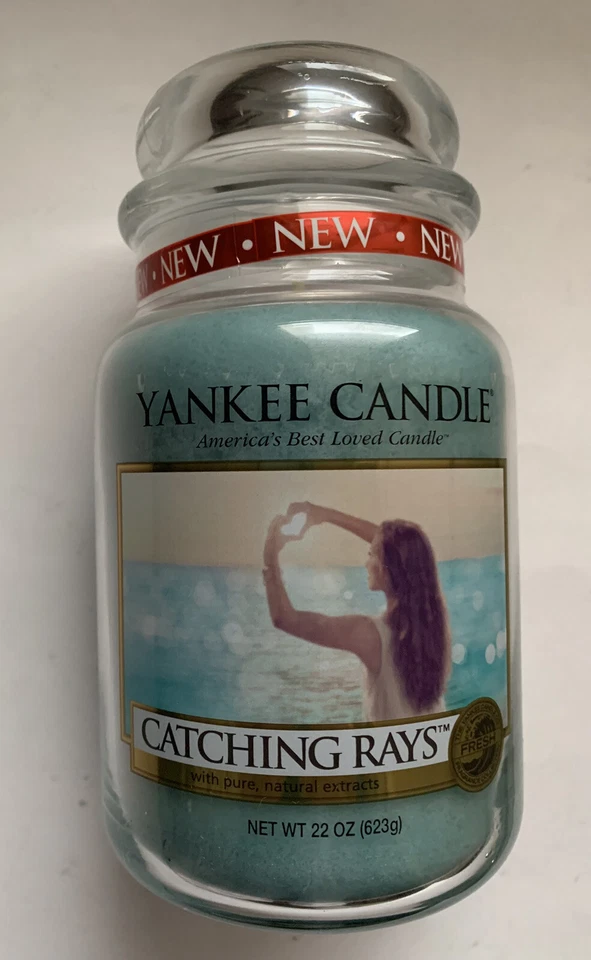 NEW • NEW • NEW
YANKEE CANDLE®
America's Best Loved Candle™
CATCHING RAYS™
with pure, natural extracts
FRESH
NET WT 22 OZ (623g)